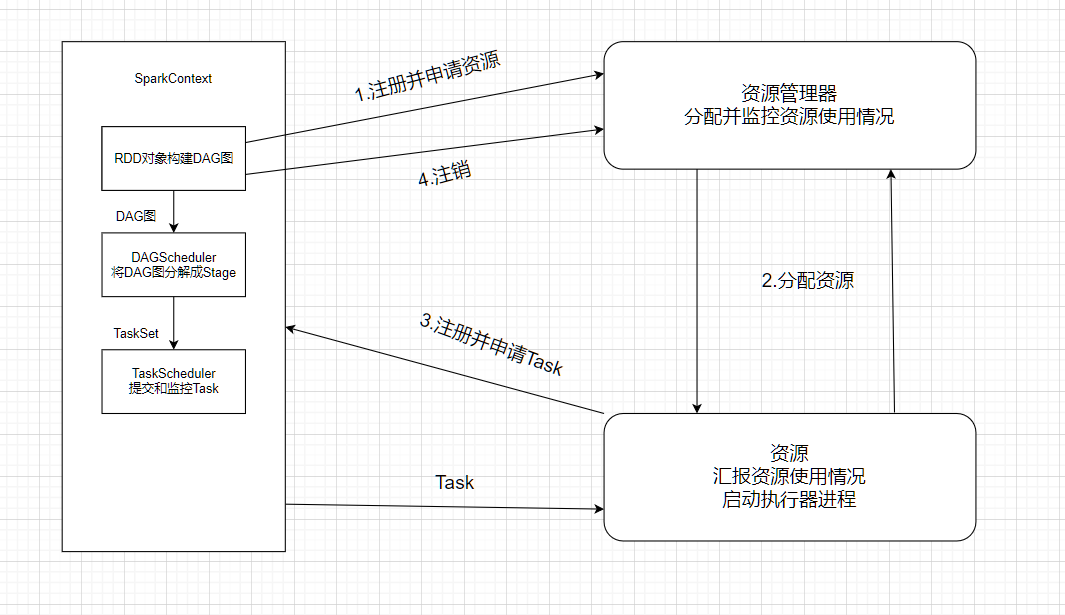 SparkContext
RDD对象构建DAG图
DAG图
DAGScheduler
将DAG图分解成Stage
TaskSet
TaskScheduler
提交和监控Task
1.注册并申请资源
4.注销
资源管理器
分配并监控资源使用情况
2.分配资源
3.注册并申请Task
Task
资源
汇报资源使用情况
启动执行器进程